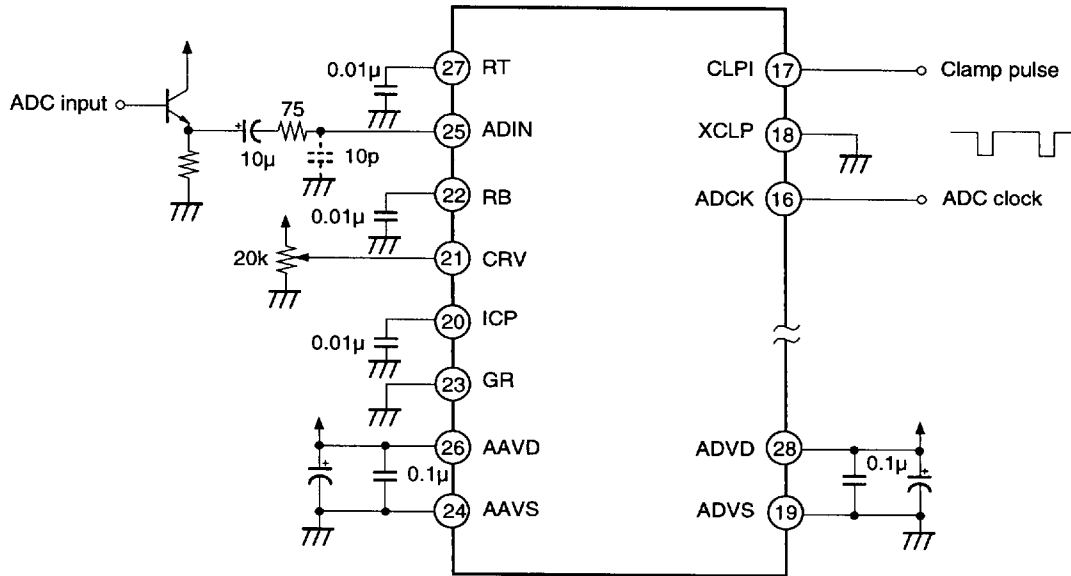 0.01µ
27 RT
CLPI 17
Clamp pulse
ADC input
75
25 ADIN
XCLP 18
10µ
10p
22 RB
ADCK 16
ADC clock
0.01µ
20k
21 CRV
20 ICP
0.01µ
23 GR
26 AAVD
ADVD 28
0.1µ
0.1µ
24 AAVS
ADVS 19